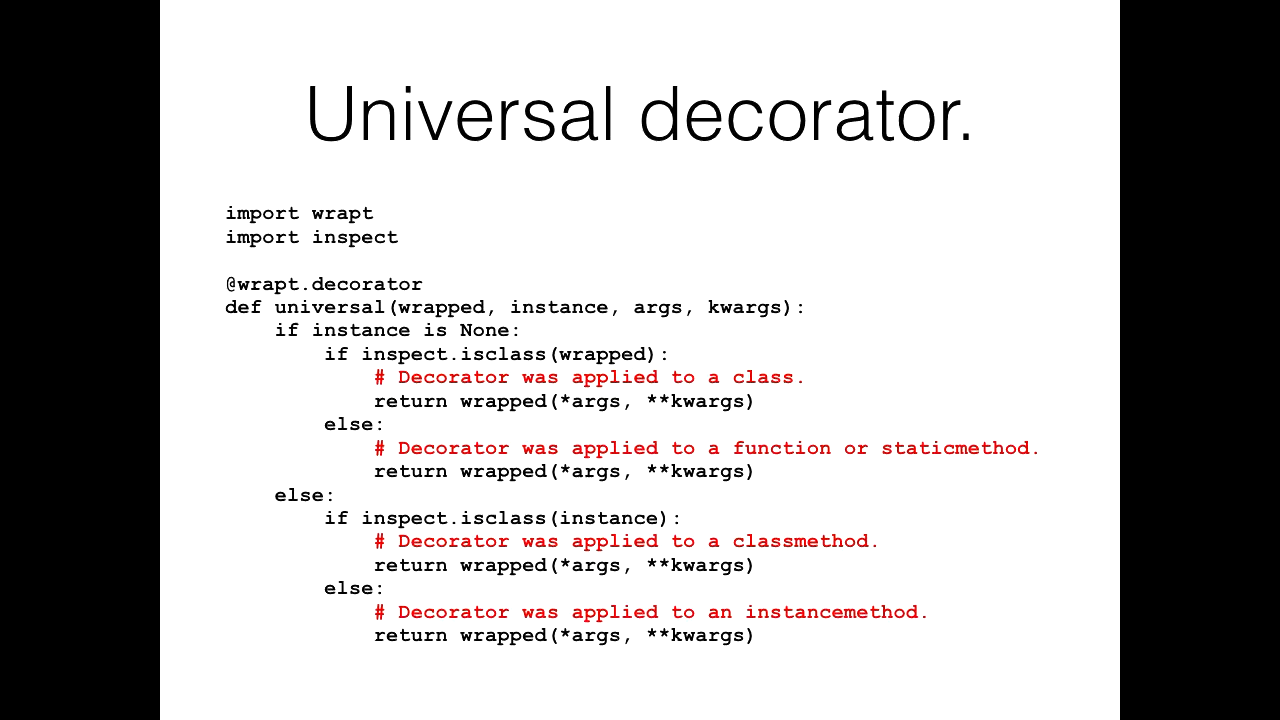 Universal decorator.
import wrapt
import inspect
@wrapt.decorator
def universal(wrapped, instance, args, kwargs):
    if instance is None:
        if inspect.isclass(wrapped):
            # Decorator was applied to a class.
            return wrapped(*args, **kwargs)
        else:
            # Decorator was applied to a function or staticmethod.
            return wrapped(*args, **kwargs)
    else:
        if inspect.isclass(instance):
            # Decorator was applied to a classmethod.
            return wrapped(*args, **kwargs)
        else:
            # Decorator was applied to an instancemethod.
            return wrapped(*args, **kwargs)